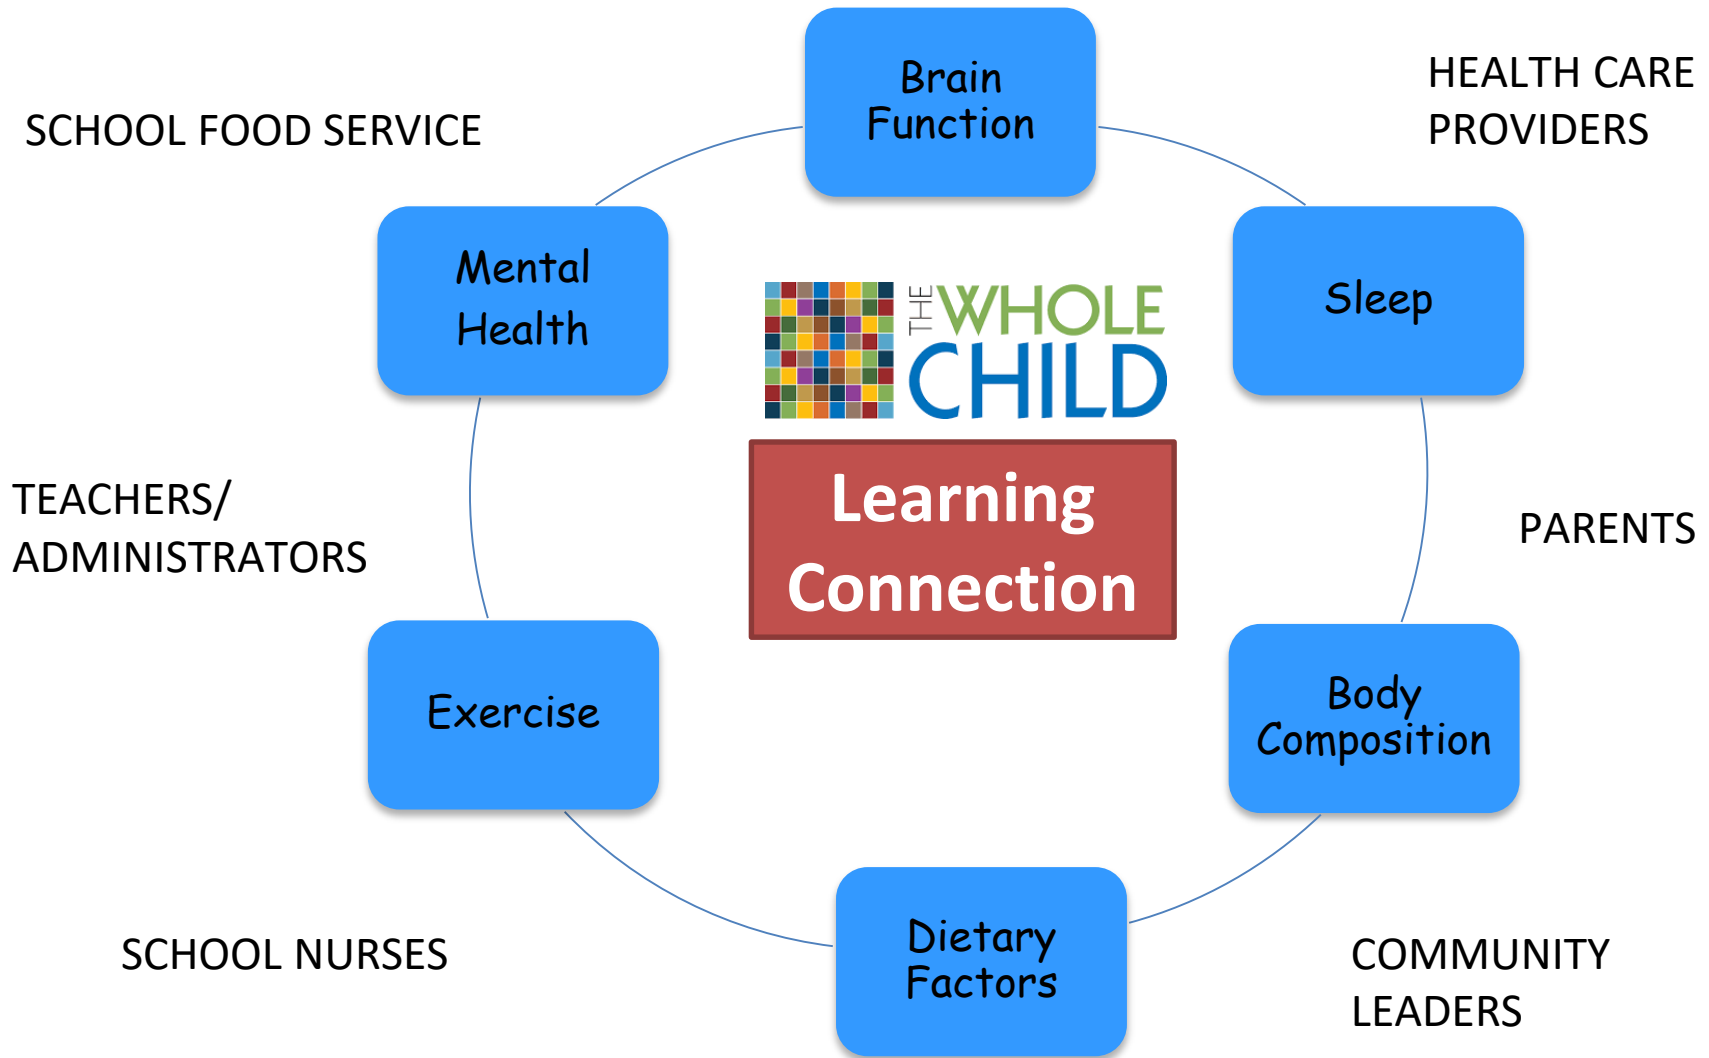 Brain
Function
HEALTH CARE
PROVIDERS
SCHOOL FOOD SERVICE
Mental
Health
THE WHOLE
CHILD
Sleep
Learning
Connection
TEACHERS/
ADMINISTRATORS
PARENTS
Exercise
Body
Composition
SCHOOL NURSES
Dietary
Factors
COMMUNITY
LEADERS